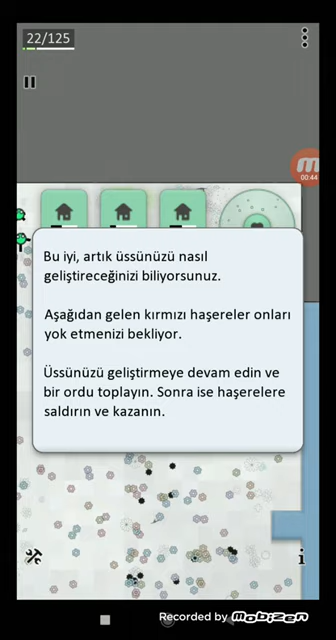 22/125
00:44
Bu iyi, artık üssünüzü nasıl
geliştireceğinizi biliyorsunuz.
Aşağıdan gelen kırmızı haşereler onları
yok etmenizi bekliyor.
Üssünüzü geliştirmeye devam edin ve
bir ordu toplayın. Sonra ise haşerelere
saldırın ve kazanın.
i
Recorded by mobizen